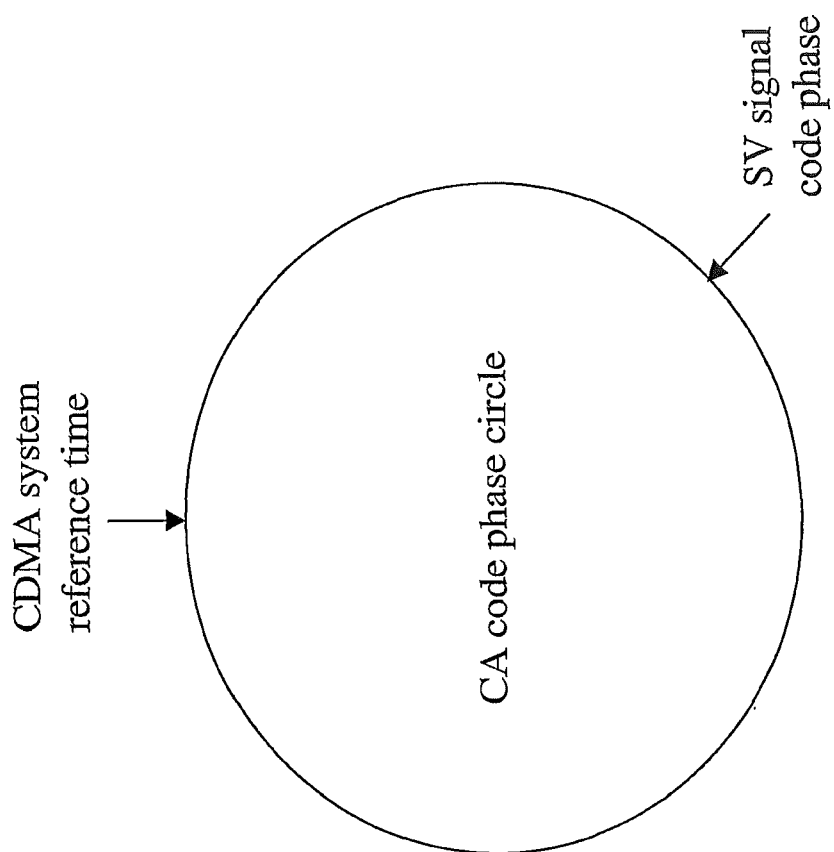 CDMA system
reference time
CA code phase circle
SV signal
code phase